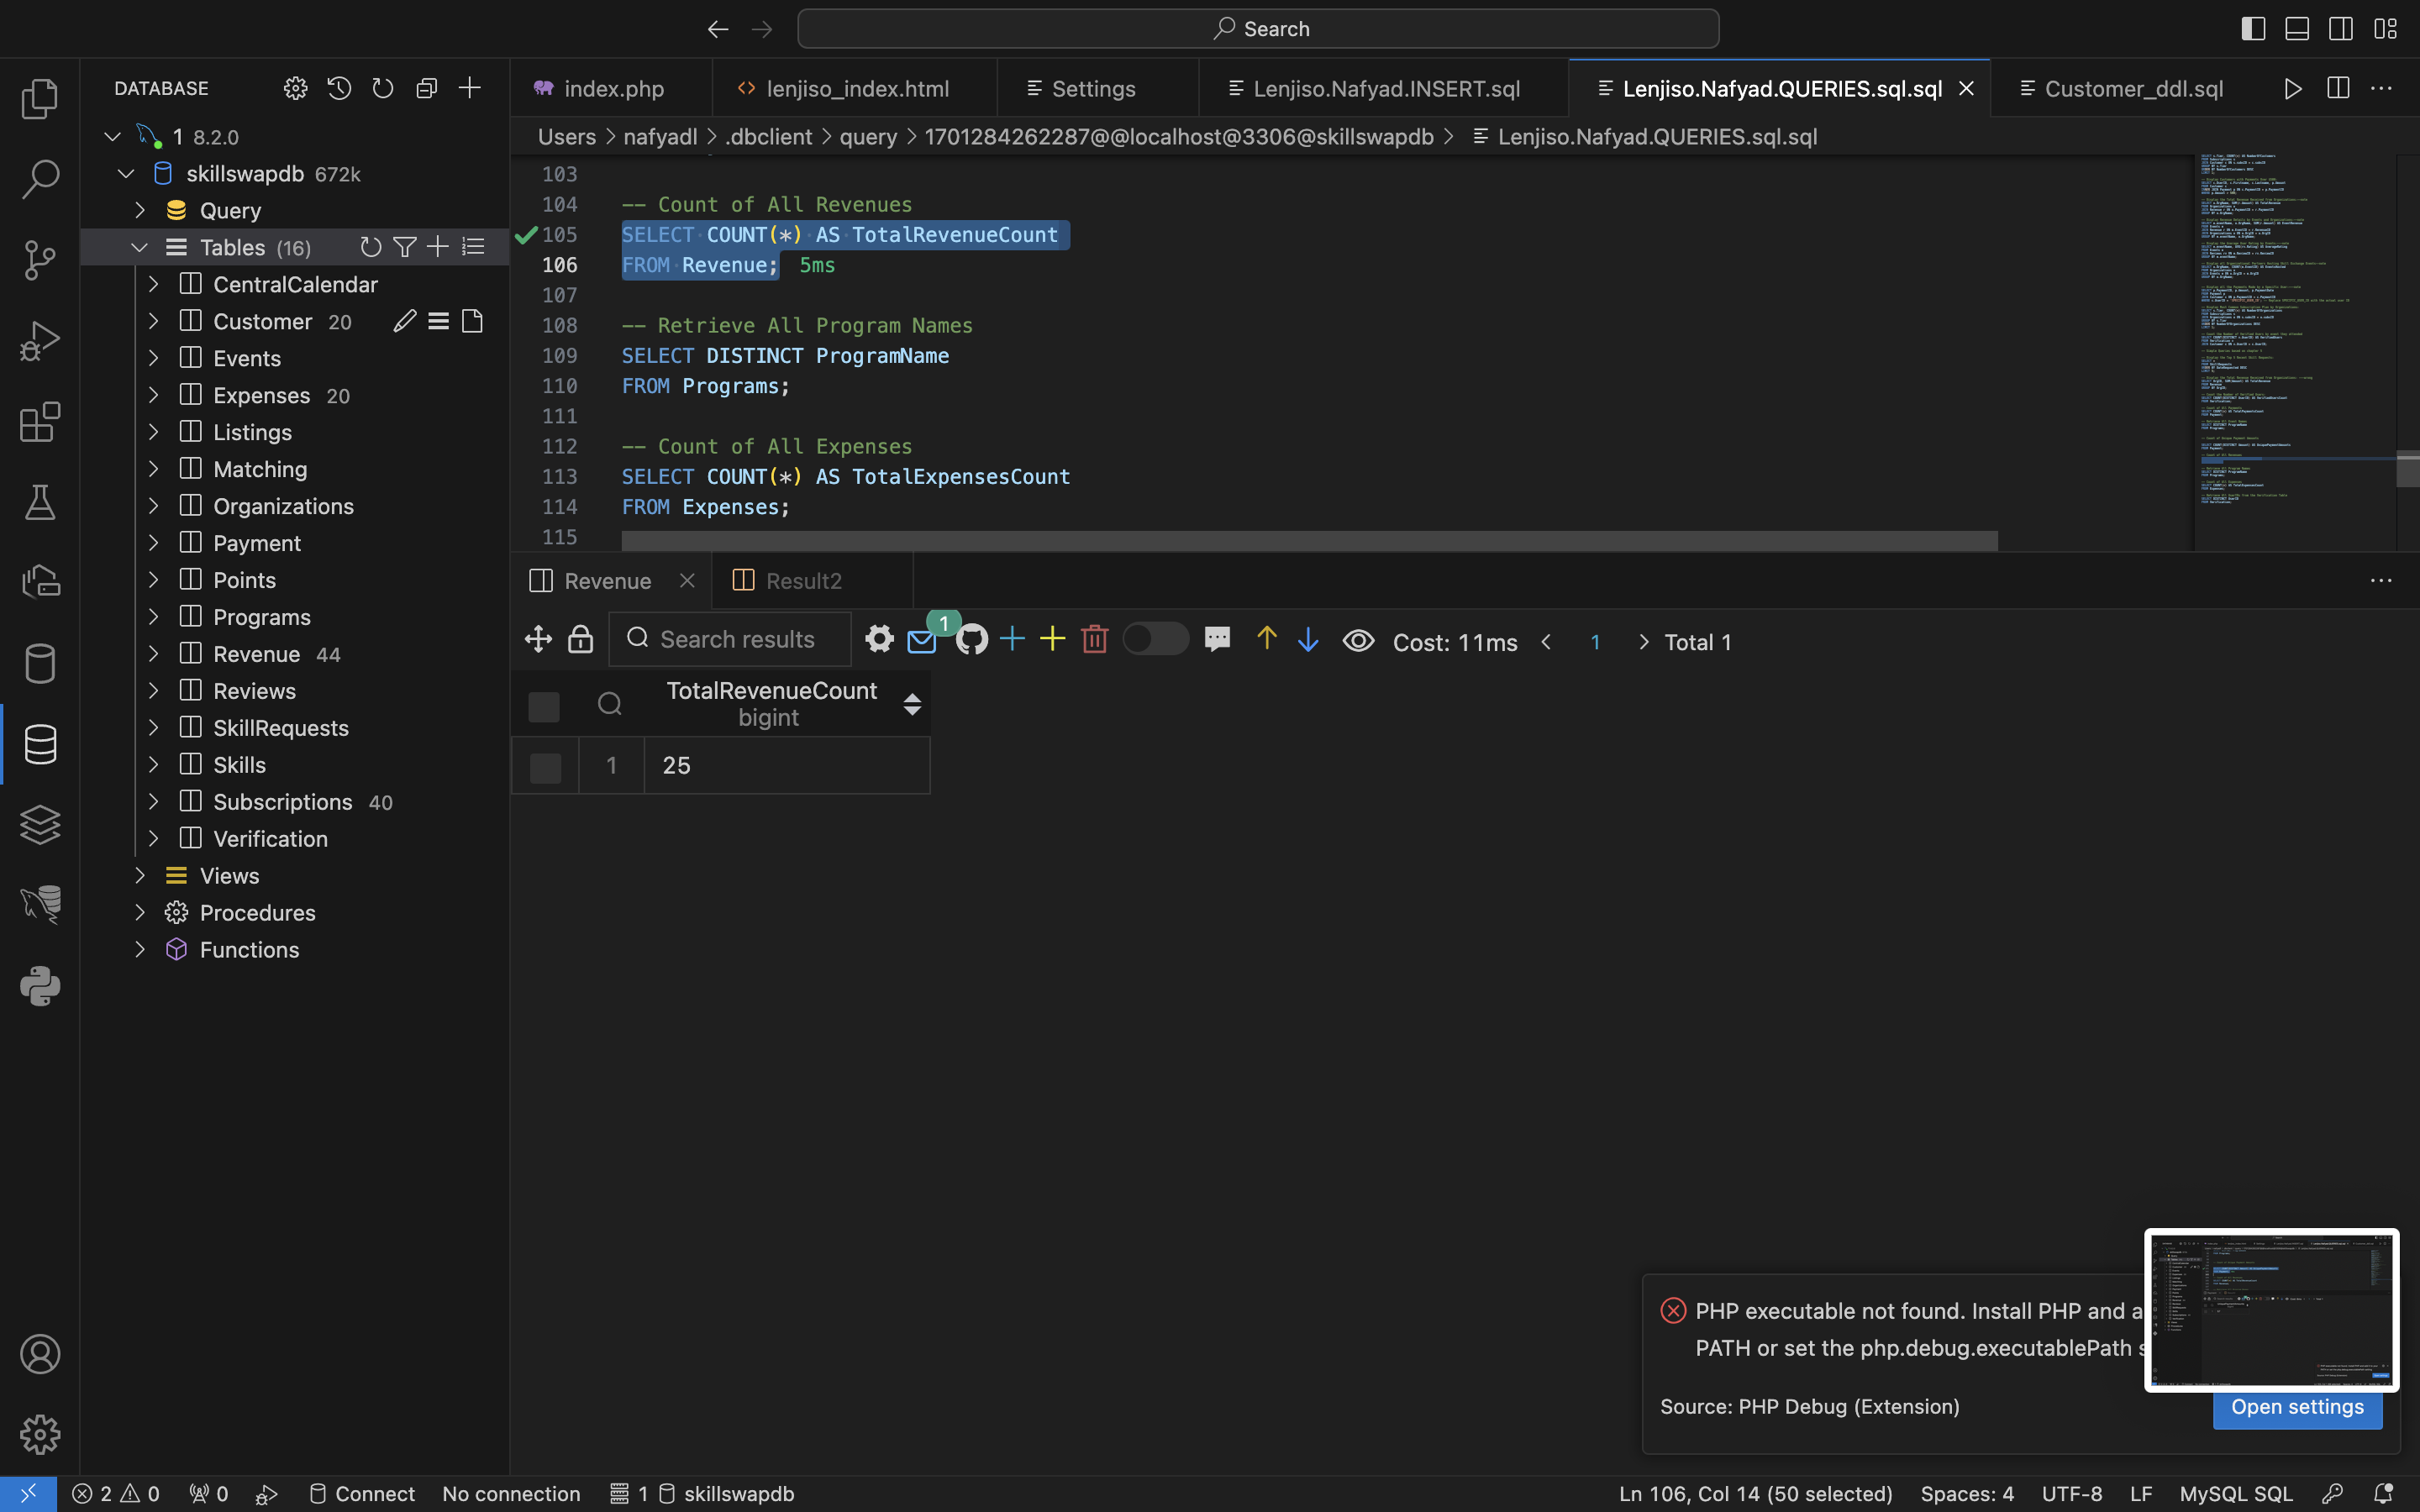 Search
DATABASE
1 8.2.0
skillswapdb 672k
Query
Tables (16)
CentralCalendar
Customer 20
Events
Expenses 20
Listings
Matching
Organizations
Payment
Points
Programs
Revenue 44
Reviews
SkillRequests
Skills
Subscriptions 40
Verification
Views
Procedures
Functions
index.php
lenjiso_index.html
Settings
Lenjiso.Nafyad.INSERT.sql
Lenjiso.Nafyad.QUERIES.sql.sql
Customer_ddl.sql
Users > nafyadl > .dbclient > query > 1701284262287@@localhost@3306@skillswapdb > Lenjiso.Nafyad.QUERIES.sql.sql
103
104 -- Count of All Revenues
105 SELECT COUNT(*) AS TotalRevenueCount
106 FROM Revenue; 5ms
107
108 -- Retrieve All Program Names
109 SELECT DISTINCT ProgramName
110 FROM Programs;
111
112 -- Count of All Expenses
113 SELECT COUNT(*) AS TotalExpensesCount
114 FROM Expenses;
115
Revenue
Result2
Search results
1
Cost: 11ms < 1 > Total 1
TotalRevenueCount
bigint
1 25
PHP executable not found. Install PHP and a
PATH or set the php.debug.executablePath s
Source: PHP Debug (Extension)
Open settings
2 0 0 Connect No connection 1 skillswapdb
Ln 106, Col 14 (50 selected) Spaces: 4 UTF-8 LF MySQL SQL